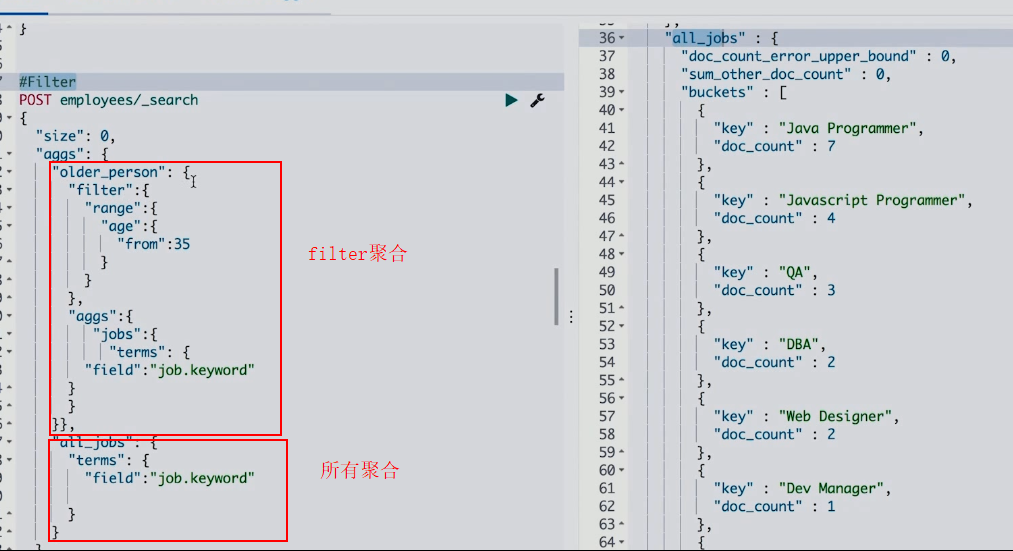 }
#Filter
POST employees/_search
{
"size": 0,
"aggs": {
"older_person": {
"filter":{
"range":{
"age":{
"from":35
}
}
},
"aggs":{
"jobs":{
"terms": {
"field":"job.keyword"
}
}
}},
"all_jobs": {
"terms": {
"field":"job.keyword"
}
}
filter聚合
所有聚合
36
"all_jobs" : {
37
"doc_count_error_upper_bound" : 0,
38
"sum_other_doc_count" : 0,
39
"buckets" : [
40
{
41
"key" : "Java Programmer",
42
"doc_count" : 7
43
},
44
{
45
"key" : "Javascript Programmer",
46
"doc_count" : 4
47
},
48
{
49
"key" : "QA",
50
"doc_count" : 3
51
},
52
{
53
"key" : "DBA",
54
"doc_count" : 2
55
},
56
{
57
"key" : "Web Designer",
58
"doc_count" : 2
59
},
60
{
61
"key" : "Dev Manager",
62
"doc_count" : 1
63
},
64
{